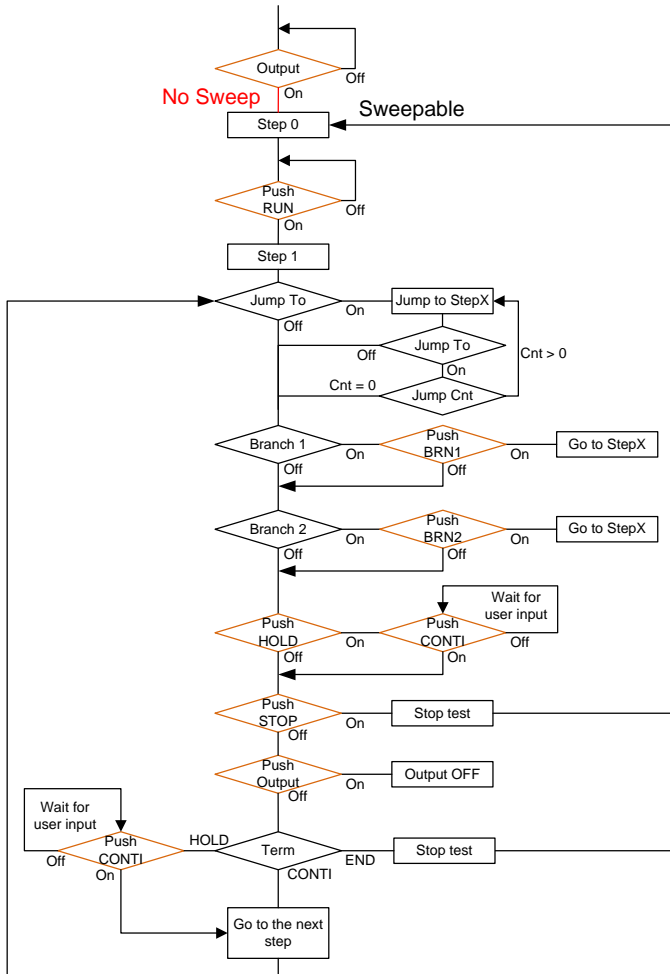 Output
Off
On
No Sweep
Sweepable
Step 0
Push
RUN
Off
On
Step 1
Jump To
On
Jump to StepX
Off
Off
Jump To
On
Cnt > 0
Cnt = 0
Jump Cnt
Branch 1
On
Push
BRN1
On
Go to StepX
Off
Off
Branch 2
On
Push
BRN2
On
Go to StepX
Off
Off
Wait for
user input
Push
HOLD
On
Push
CONTI
Off
Off
On
Push
STOP
On
Stop test
Off
Push
Output
On
Output OFF
Off
Wait for
user input
Push
CONTI
HOLD
Term
END
Stop test
Off
On
CONTI
Go to the next
step